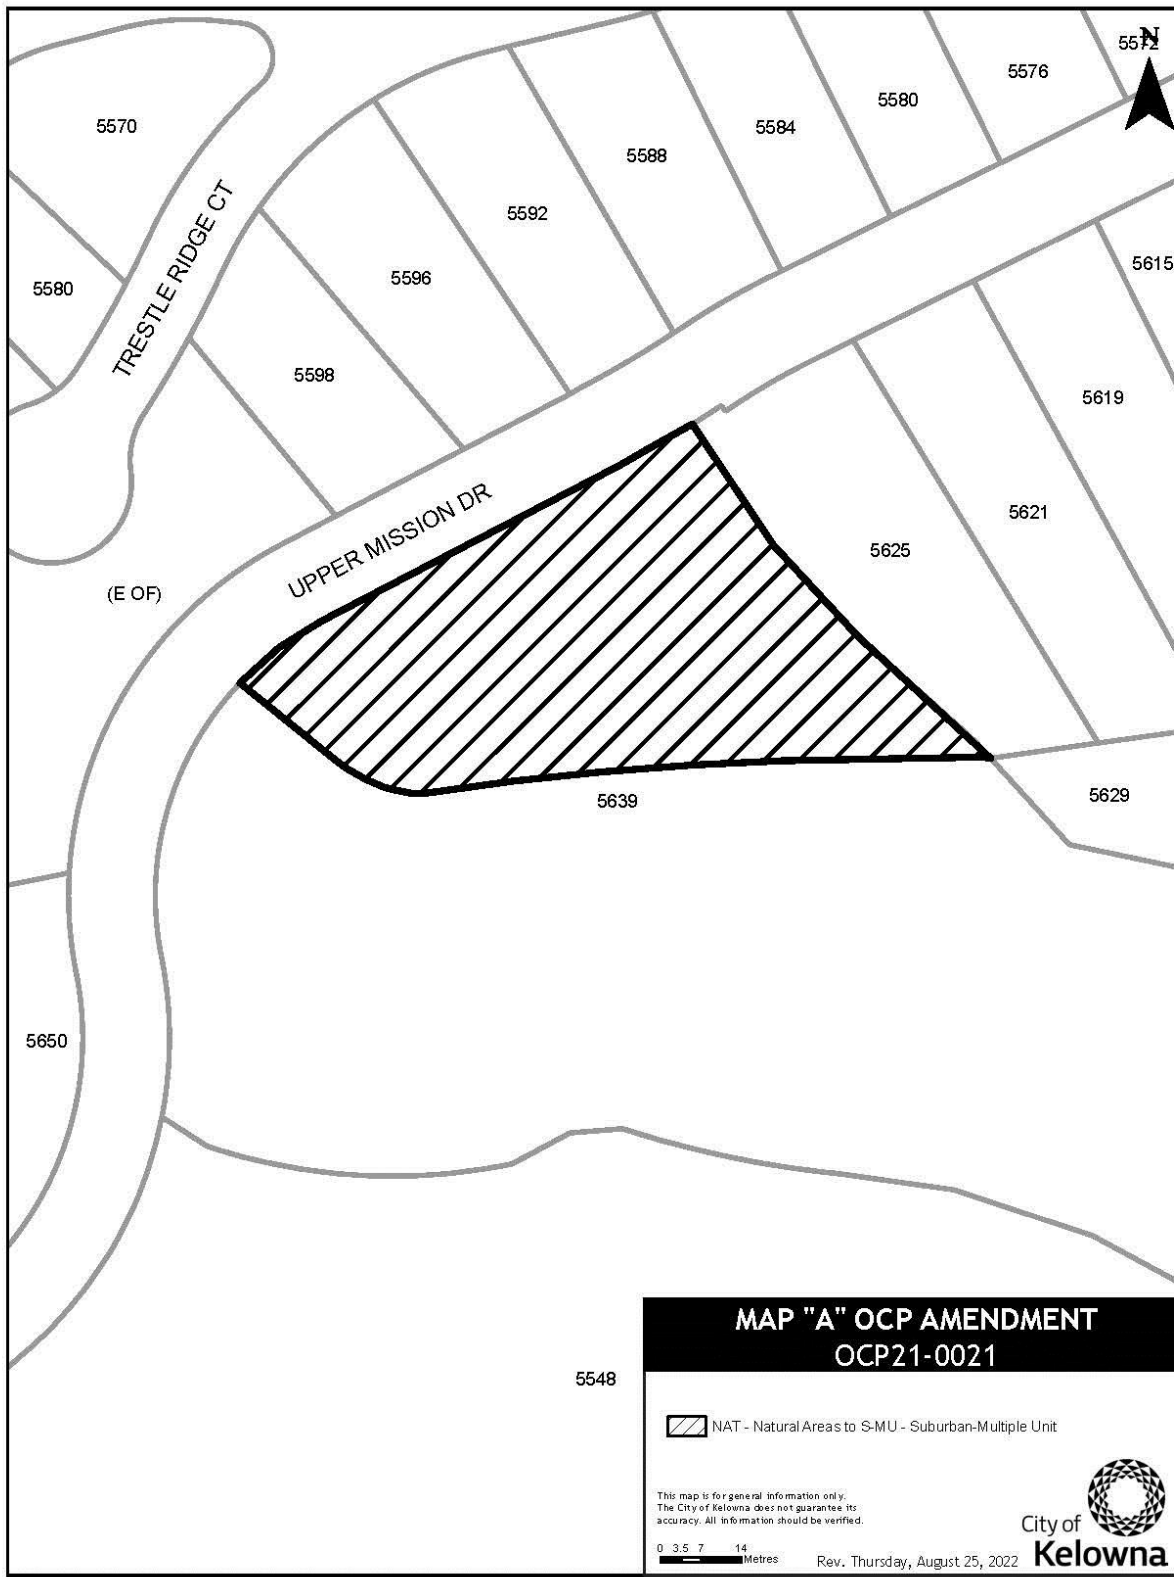 N
5572
5576
5580
5570
5584
5588
5592
TRESTLE RIDGE CT
5615
5596
5580
5598
5619
UPPER MISSION DR
5621
5625
(E OF)
5639
5629
5650
5548
MAP "A" OCP AMENDMENT
OCP21-0021
NAT - Natural Areas to S-MU - Suburban-Multiple Unit
This map is for general information only.
The City of Kelowna does not guarantee its
accuracy. All information should be verified.
0 3.5 7 14
Metres
Rev. Thursday, August 25, 2022
City of
Kelowna